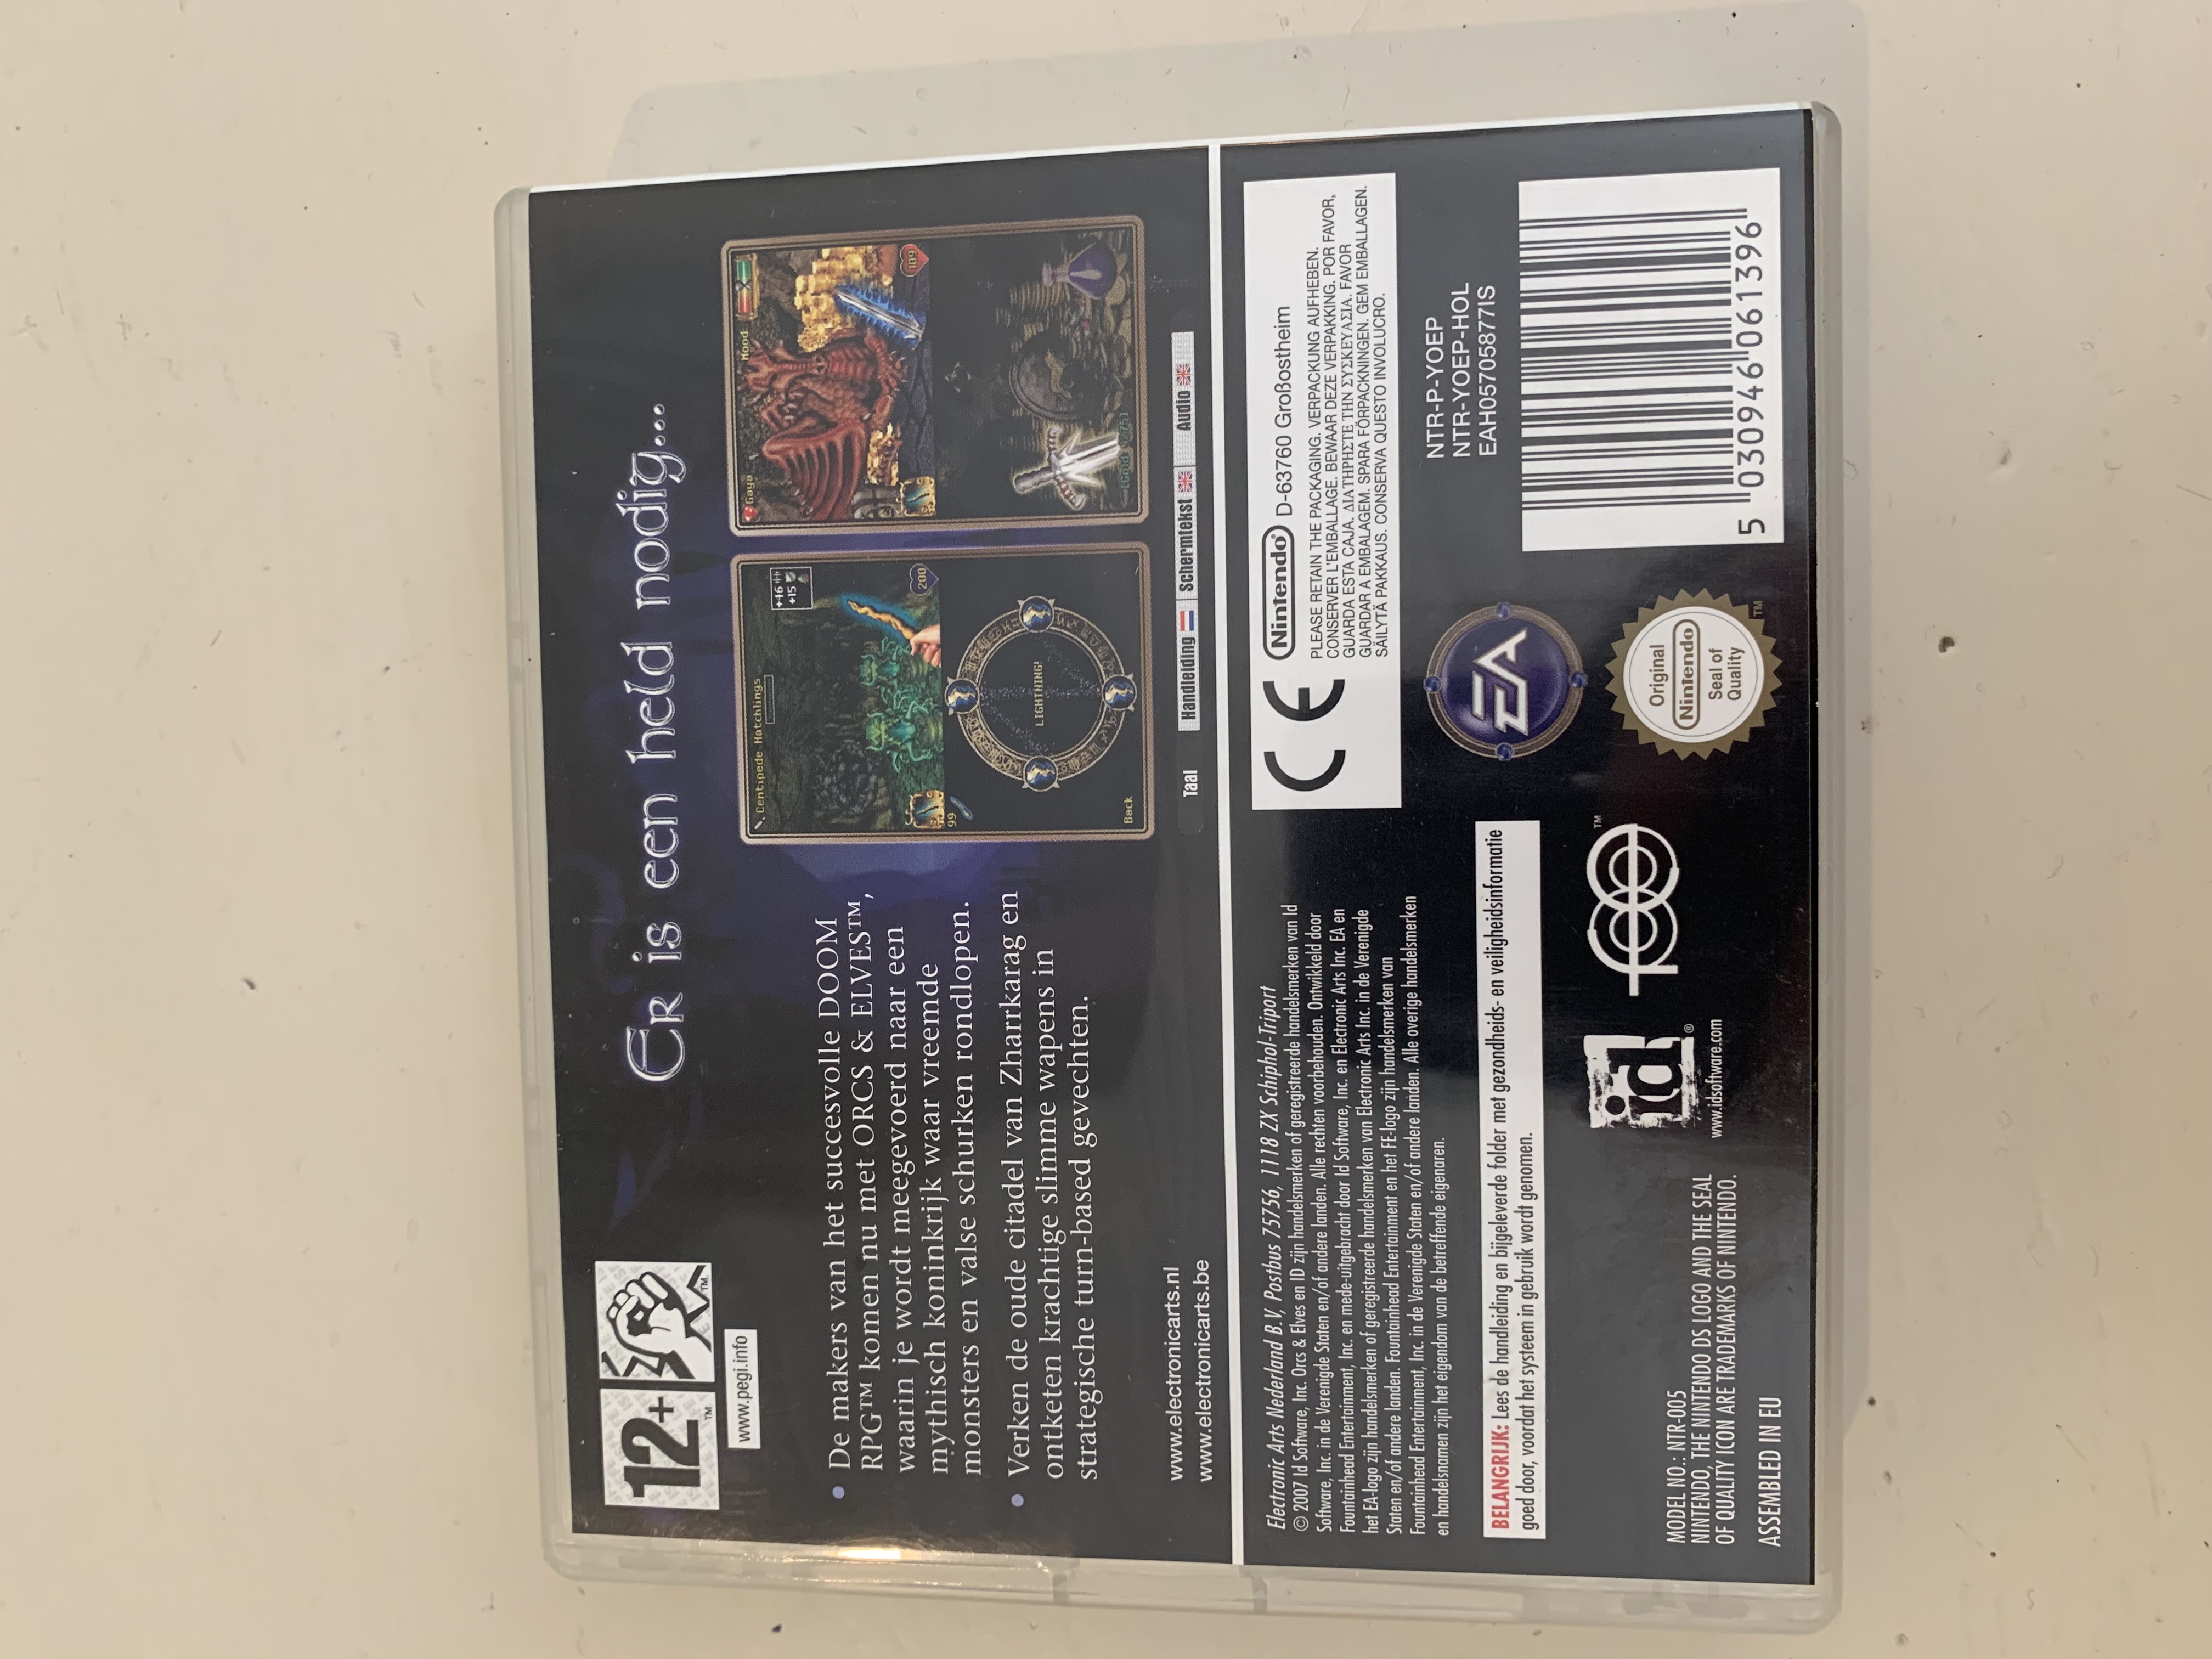 12+
TM
TM
www.pegi.info
Er is een held nodig...
De makers van het succesvolle DOOM
RPG™ komen nu met ORCS & ELVES™,
waarin je wordt meegevoerd naar een
mythisch koninkrijk waar vreemde
monsters en valse schurken rondlopen.
Verken de oude citadel van Zharrkarag en
ontketen krachtige slimme wapens in
strategische turn-based gevechten.
www.electronicarts.nl
www.electronicarts.be
Centipede Hatchlings
+46
+15
200
99
LIGHTNING!
Back
Gaya
Mood
109
Taal Handleiding Schermtekst Audio
Electronic Arts Nederland B.V, Postbus 75756, 1118 ZX Schiphol-Triport
© 2007 Id Software, Inc. Orcs & Elves en ID zijn handelsmerken of geregistreerde handelsmerken van Id
Software, Inc. in de Verenigde Staten en/of andere landen. Alle rechten voorbehouden. Ontwikkeld door
Fountainhead Entertainment, Inc. en mede-uitgebracht door Id Software, Inc. en Electronic Arts Inc. EA en
het EA-logo zijn handelsmerken of geregistreerde handelsmerken van Electronic Arts Inc. in de Verenigde
Staten en/of andere landen. Fountainhead Entertainment en het FE-logo zijn handelsmerken van
Fountainhead Entertainment, Inc. in de Verenigde Staten en/of andere landen. Alle overige handelsmerken
en handelsnamen zijn het eigendom van de betreffende eigenaren.
BELANGRIJK: Lees de handleiding en bijgeleverde folder met gezondheids- en veiligheidsinformatie
goed door, voordat het systeem in gebruik wordt genomen.
CE
Nintendo® D-63760 Großostheim
PLEASE RETAIN THE PACKAGING. VERPACKUNG AUFHEBEN.
CONSERVER L'EMBALLAGE. BEWAAR DEZE VERPAKKING. POR FAVOR,
GUARDA ESTA CAJA. ΔΙΑΤΗΡΗΣΤΕ ΤΗΝ ΣΥΣΚΕΥΑΣΙΑ. FAVOR
GUARDAR A EMBALAGEM. SPARA FÖRPACKNINGEN. GEM EMBALLAGEN.
SÄILYTÄ PAKKAUS. CONSERVA QUESTO INVOLUCRO.
NTR-P-YOEP
NTR-YOEP-HOL
EAH05705877IS
EA
id®
www.idsoftware.com
TM
Original
Nintendo
Seal of
Quality
TM
MODEL NO.: NTR-005
NINTENDO, THE NINTENDO DS LOGO AND THE SEAL
OF QUALITY ICON ARE TRADEMARKS OF NINTENDO.
ASSEMBLED IN EU
5 030946 061396